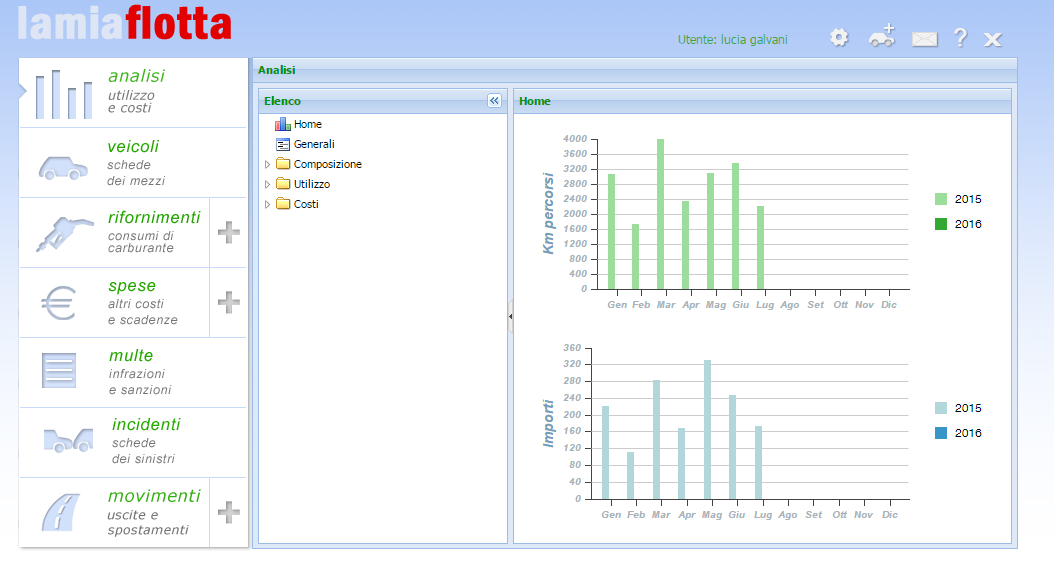 lamiaflotta
Utente: lucia galvani
?
analisi
utilizzo
e costi
veicoli
schede
dei mezzi
rifornimenti
consumi di
carburante
spese
altri costi
e scadenze
multe
infrazioni
e sanzioni
incidenti
schede
dei sinistri
movimenti
uscite e
spostamenti
Analisi
Elenco
Home
Generali
Composizione
Utilizzo
Costi
Home
Km percorsi
4000
3600
3200
2800
2400
2000
1600
1200
800
400
0
Gen Feb Mar Apr Mag Giu Lug Ago Set Ott Nov Dic
2015
2016
Importi
360
320
280
240
200
160
120
80
40
0
Gen Feb Mar Apr Mag Giu Lug Ago Set Ott Nov Dic
2015
2016